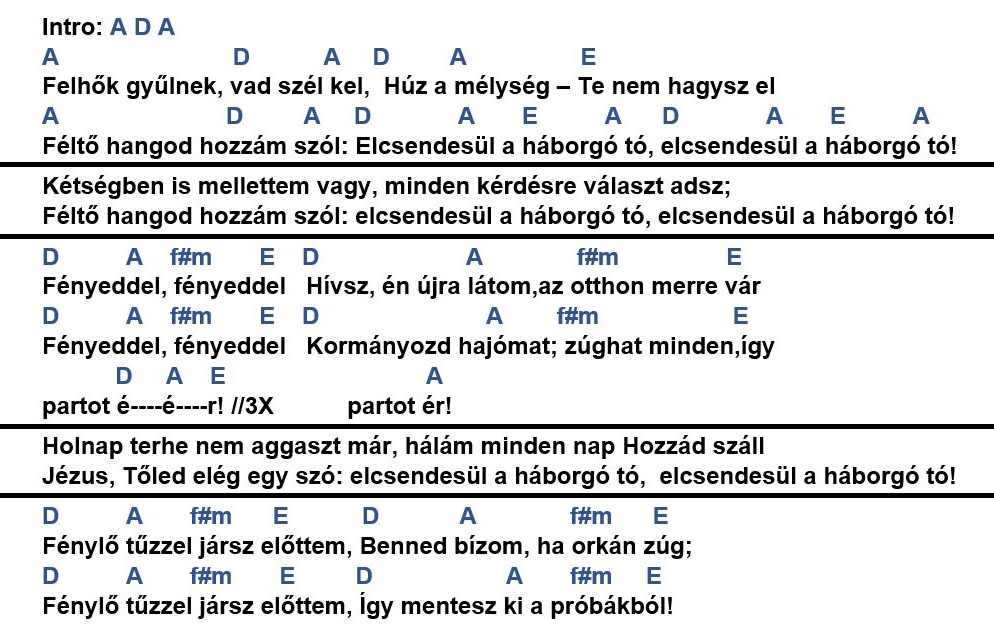 Intro: A D A
A D A D A E
Felhők gyűlnek, vad szél kel, Húz a mélység – Te nem hagysz el
A D A D A E A D A E A
Féltő hangod hozzám szól: Elcsendesül a háborgó tó, elcsendesül a háborgó tó!
Kétségben is mellettem vagy, minden kérdésre választ adsz;
Féltő hangod hozzám szól: elcsendesül a háborgó tó, elcsendesül a háborgó tó!
D A f#m E D A f#m E
Fényeddel, fényeddel Hívsz, én újra látom,az otthon merre vár
D A f#m E D A f#m E
Fényeddel, fényeddel Kormányozd hajómat; zúghat minden,így
D A E A
partot é----é----r! //3X partot ér!
Holnap terhe nem aggaszt már, hálám minden nap Hozzád száll
Jézus, Tőled elég egy szó: elcsendesül a háborgó tó, elcsendesül a háborgó tó!
D A f#m E D A f#m E
Fénylő tűzzel jársz előttem, Benned bízom, ha orkán zúg;
D A f#m E D A f#m E
Fénylő tűzzel jársz előttem, Így mentesz ki a próbákból!